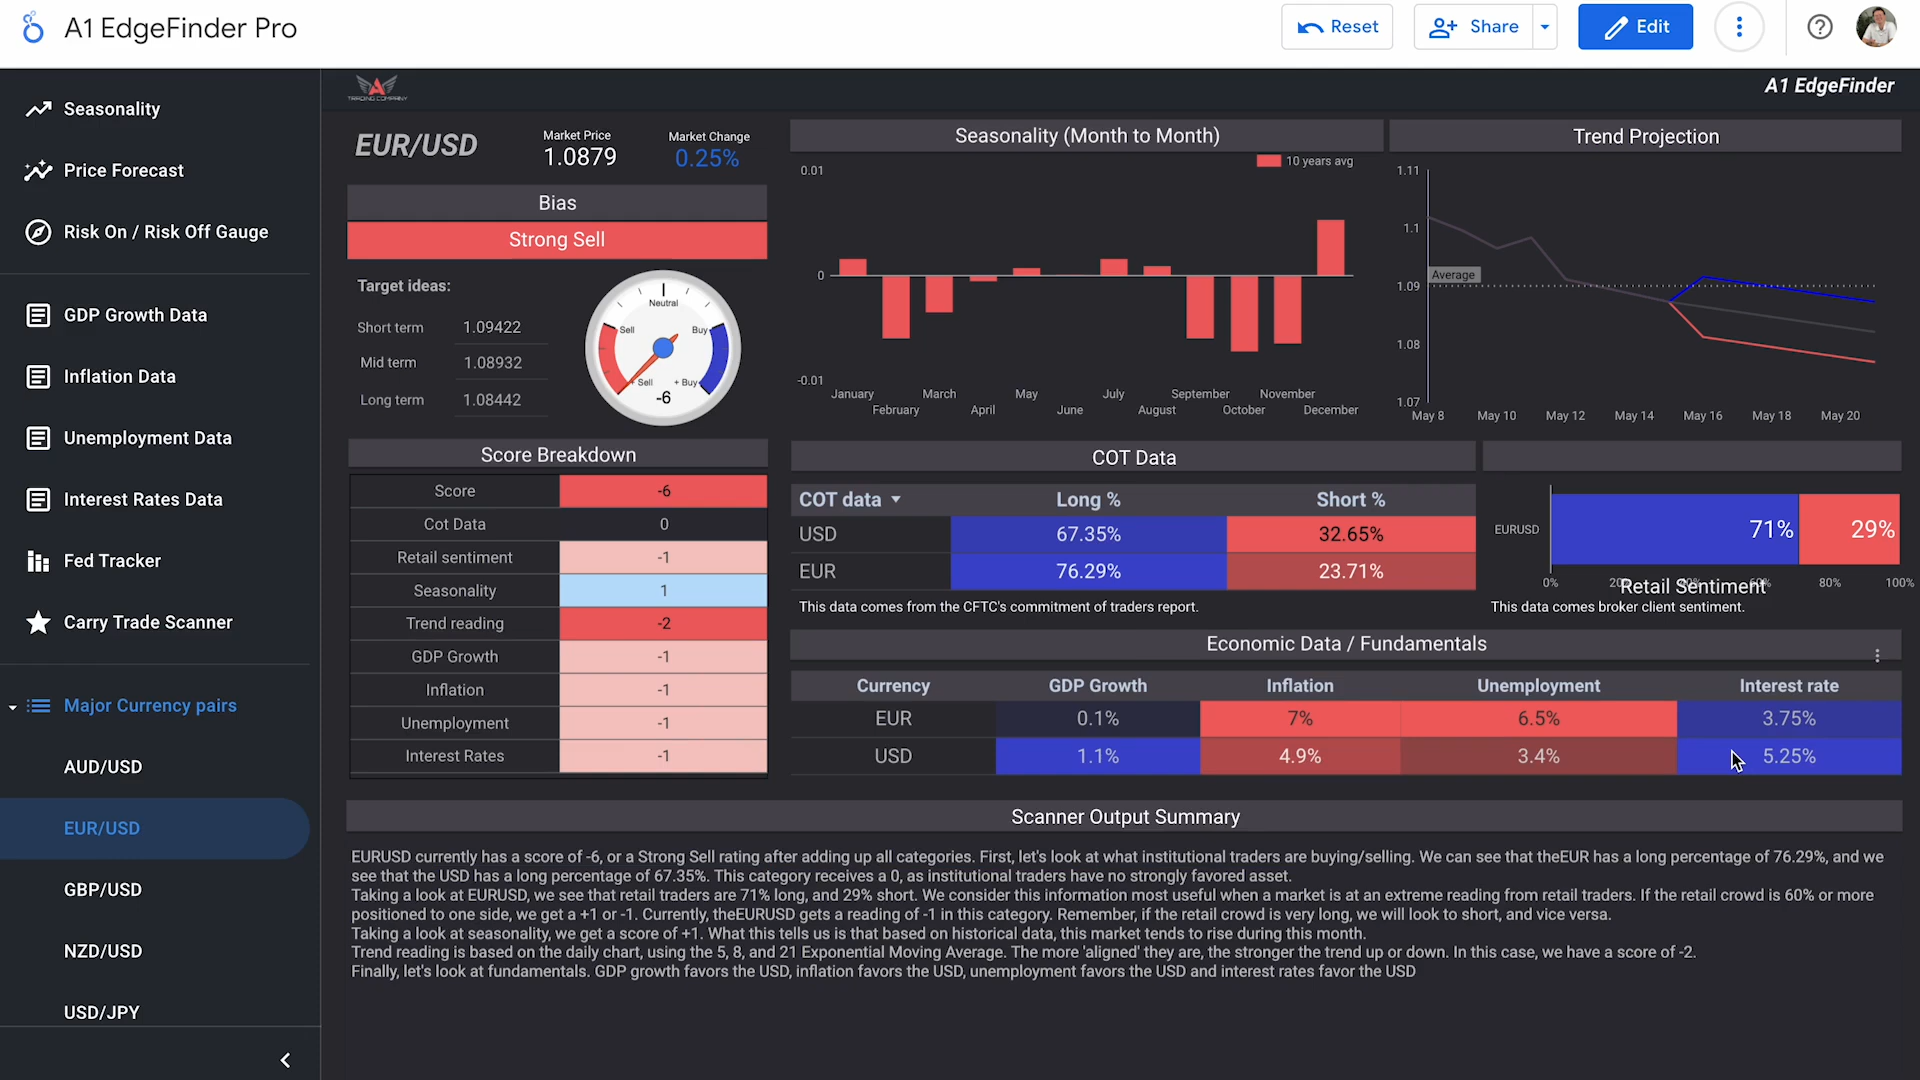 A1 EdgeFinder Pro
Reset
Share
Edit
Seasonality
Price Forecast
Risk On / Risk Off Gauge
GDP Growth Data
Inflation Data
Unemployment Data
Interest Rates Data
Fed Tracker
Carry Trade Scanner
Major Currency pairs
AUD/USD
EUR/USD
GBP/USD
NZD/USD
USD/JPY
A
TRADING COMPANY
A1 EdgeFinder
EUR/USD
Market Price
1.0879
Market Change
0.25%
Bias
Strong Sell
Target ideas:
Short term 1.09422
Mid term 1.08932
Long term 1.08442
Neutral
Sell Buy
+ Sell + Buy
-6
Score Breakdown
Score -6
Cot Data 0
Retail sentiment -1
Seasonality 1
Trend reading -2
GDP Growth -1
Inflation -1
Unemployment -1
Interest Rates -1
Seasonality (Month to Month)
10 years avg
0.01
0
-0.01
January March May July September November
February April June August October December
Trend Projection
1.11
1.1
Average
1.09
1.08
1.07
May 8 May 10 May 12 May 14 May 16 May 18 May 20
COT Data
COT data Long % Short %
USD 67.35% 32.65%
EUR 76.29% 23.71%
This data comes from the CFTC's commitment of traders report.
EURUSD 71% 29%
0% 20% 40% 60% 80% 100%
Retail Sentiment
This data comes broker client sentiment.
Economic Data / Fundamentals
Currency GDP Growth Inflation Unemployment Interest rate
EUR 0.1% 7% 6.5% 3.75%
USD 1.1% 4.9% 3.4% 5.25%
Scanner Output Summary
EURUSD currently has a score of -6, or a Strong Sell rating after adding up all categories. First, let's look at what institutional traders are buying/selling. We can see that theEUR has a long percentage of 76.29%, and we
see that the USD has a long percentage of 67.35%. This category receives a 0, as institutional traders have no strongly favored asset.
Taking a look at EURUSD, we see that retail traders are 71% long, and 29% short. We consider this information most useful when a market is at an extreme reading from retail traders. If the retail crowd is 60% or more
positioned to one side, we get a +1 or -1. Currently, theEURUSD gets a reading of -1 in this category. Remember, if the retail crowd is very long, we will look to short, and vice versa.
Taking a look at seasonality, we get a score of +1. What this tells us is that based on historical data, this market tends to rise during this month.
Trend reading is based on the daily chart, using the 5, 8, and 21 Exponential Moving Average. The more 'aligned' they are, the stronger the trend up or down. In this case, we have a score of -2.
Finally, let's look at fundamentals. GDP growth favors the USD, inflation favors the USD, unemployment favors the USD and interest rates favor the USD